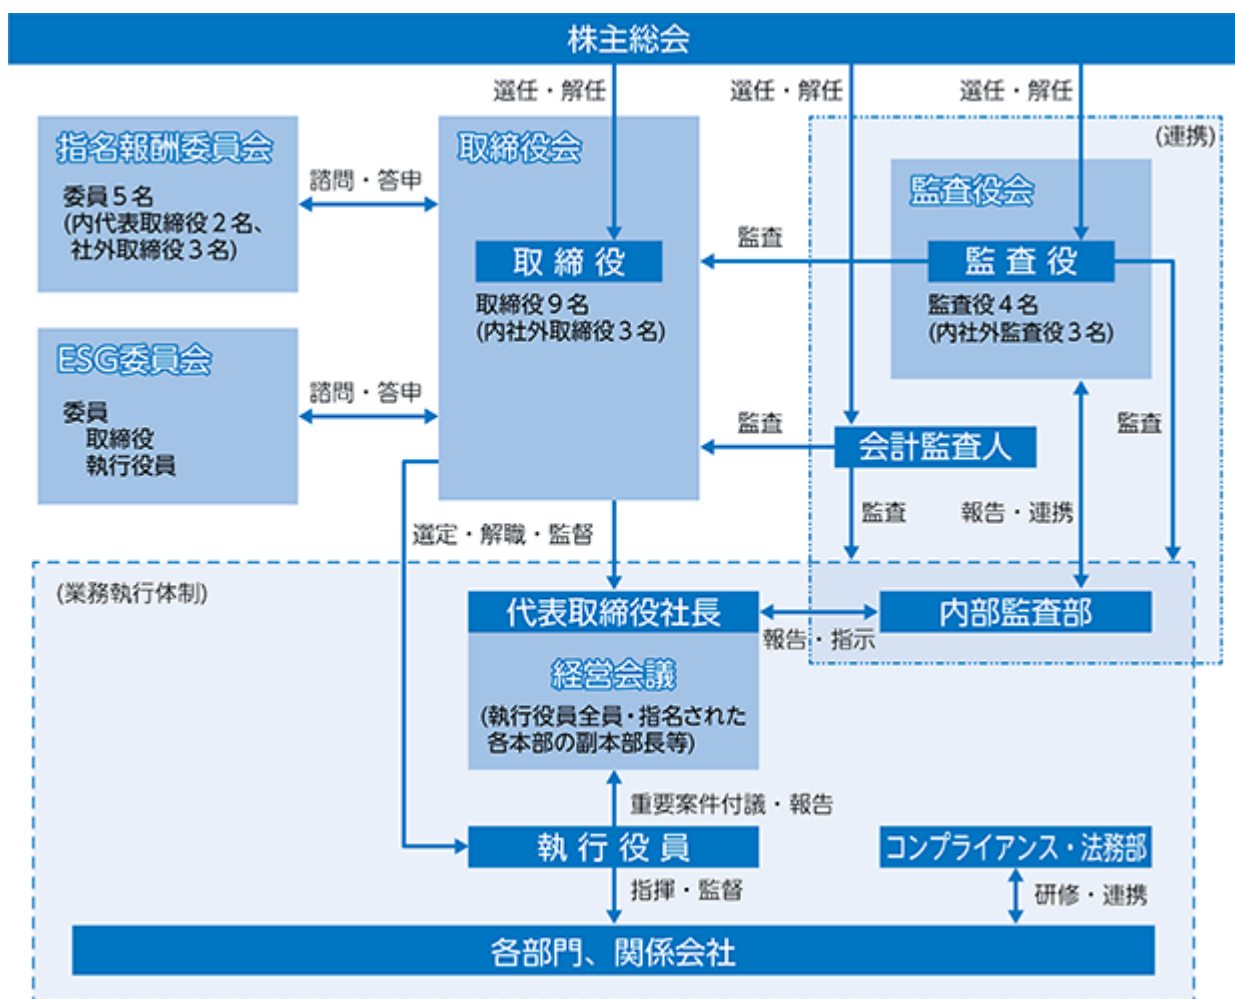 株主総会
選任・解任
選任・解任
選任・解任
(連携)
指名報酬委員会
委員5名
(内代表取締役2名、
社外取締役3名)
諮問・答申
取締役会
取締役
取締役9名
(内社外取締役3名)
監査
監査役会
監査役
監査役4名
(内社外監査役3名)
ESG委員会
委員
取締役
執行役員
諮問・答申
監査
会計監査人
監査
監査
報告・連携
選定・解職・監督
(業務執行体制)
代表取締役社長
報告・指示
内部監査部
経営会議
(執行役員全員・指名された
各本部の副本部長等)
重要案件付議・報告
執行役員
コンプライアンス・法務部
指揮・監督
研修・連携
各部門、関係会社